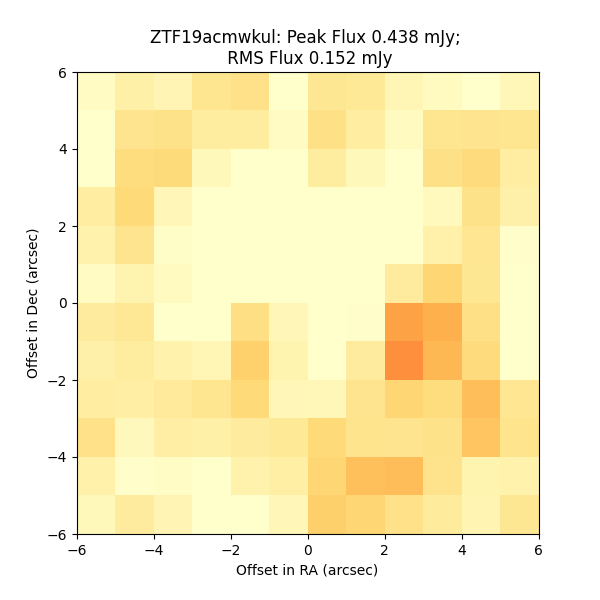 ZTF19acmwkul: Peak Flux 0.438 mJy;
RMS Flux 0.152 mJy
6
4
2
0
−2
−4
−6
Offset in Dec (arcsec)
−6 −4 −2 0 2 4 6
Offset in RA (arcsec)